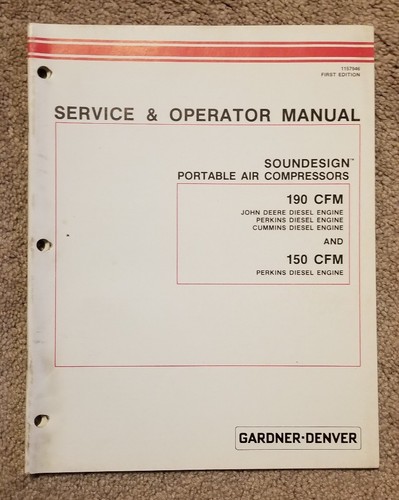 1157946
FIRST EDITION
SERVICE & OPERATOR MANUAL
SOUNDESIGN™
PORTABLE AIR COMPRESSORS
190 CFM
JOHN DEERE DIESEL ENGINE
PERKINS DIESEL ENGINE
CUMMINS DIESEL ENGINE
AND
150 CFM
PERKINS DIESEL ENGINE
GARDNER-DENVER